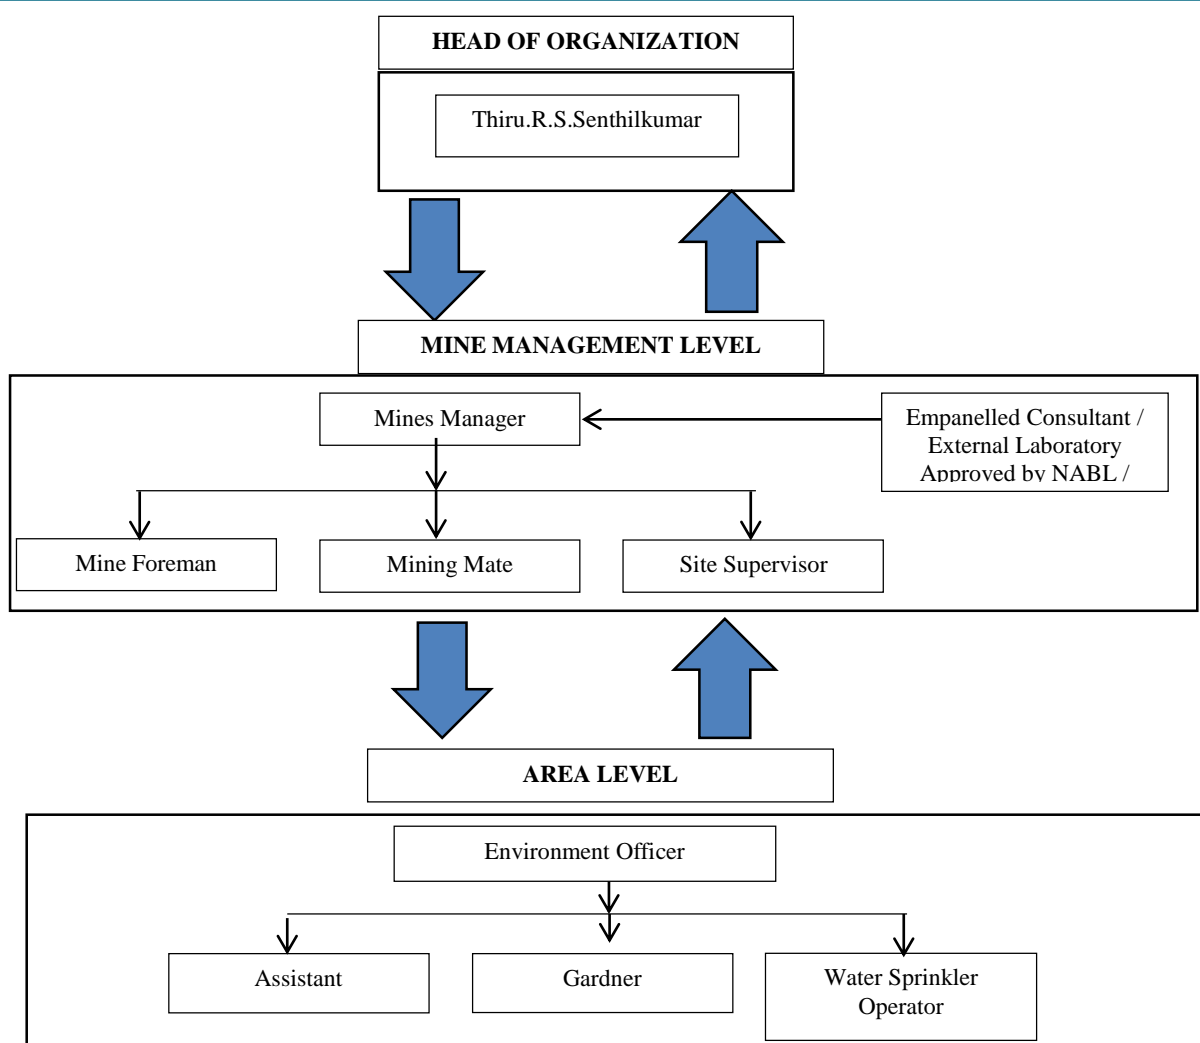 HEAD OF ORGANIZATION
Thiru.R.S.Senthilkumar
MINE MANAGEMENT LEVEL
Mines Manager
Empanelled Consultant /
External Laboratory
Approved by NABL /
Mine Foreman
Mining Mate
Site Supervisor
AREA LEVEL
Environment Officer
Assistant
Gardner
Water Sprinkler
Operator